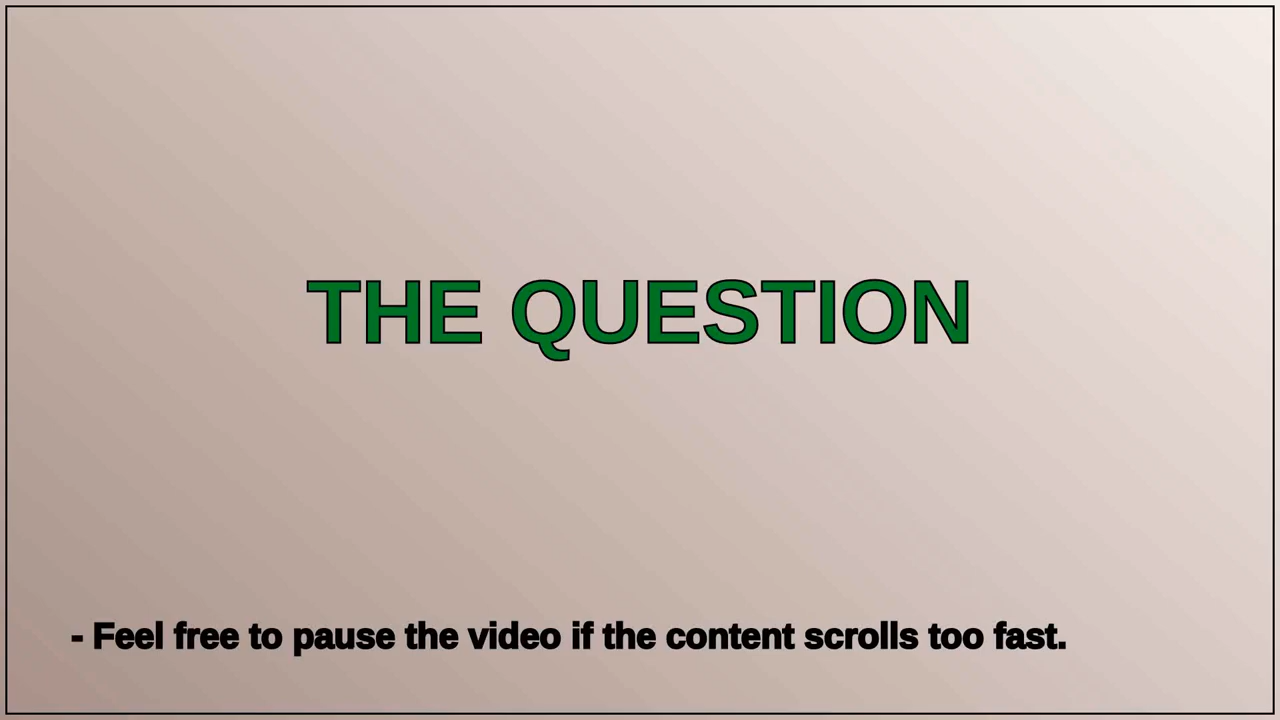 THE QUESTION
- Feel free to pause the video if the content scrolls too fast.